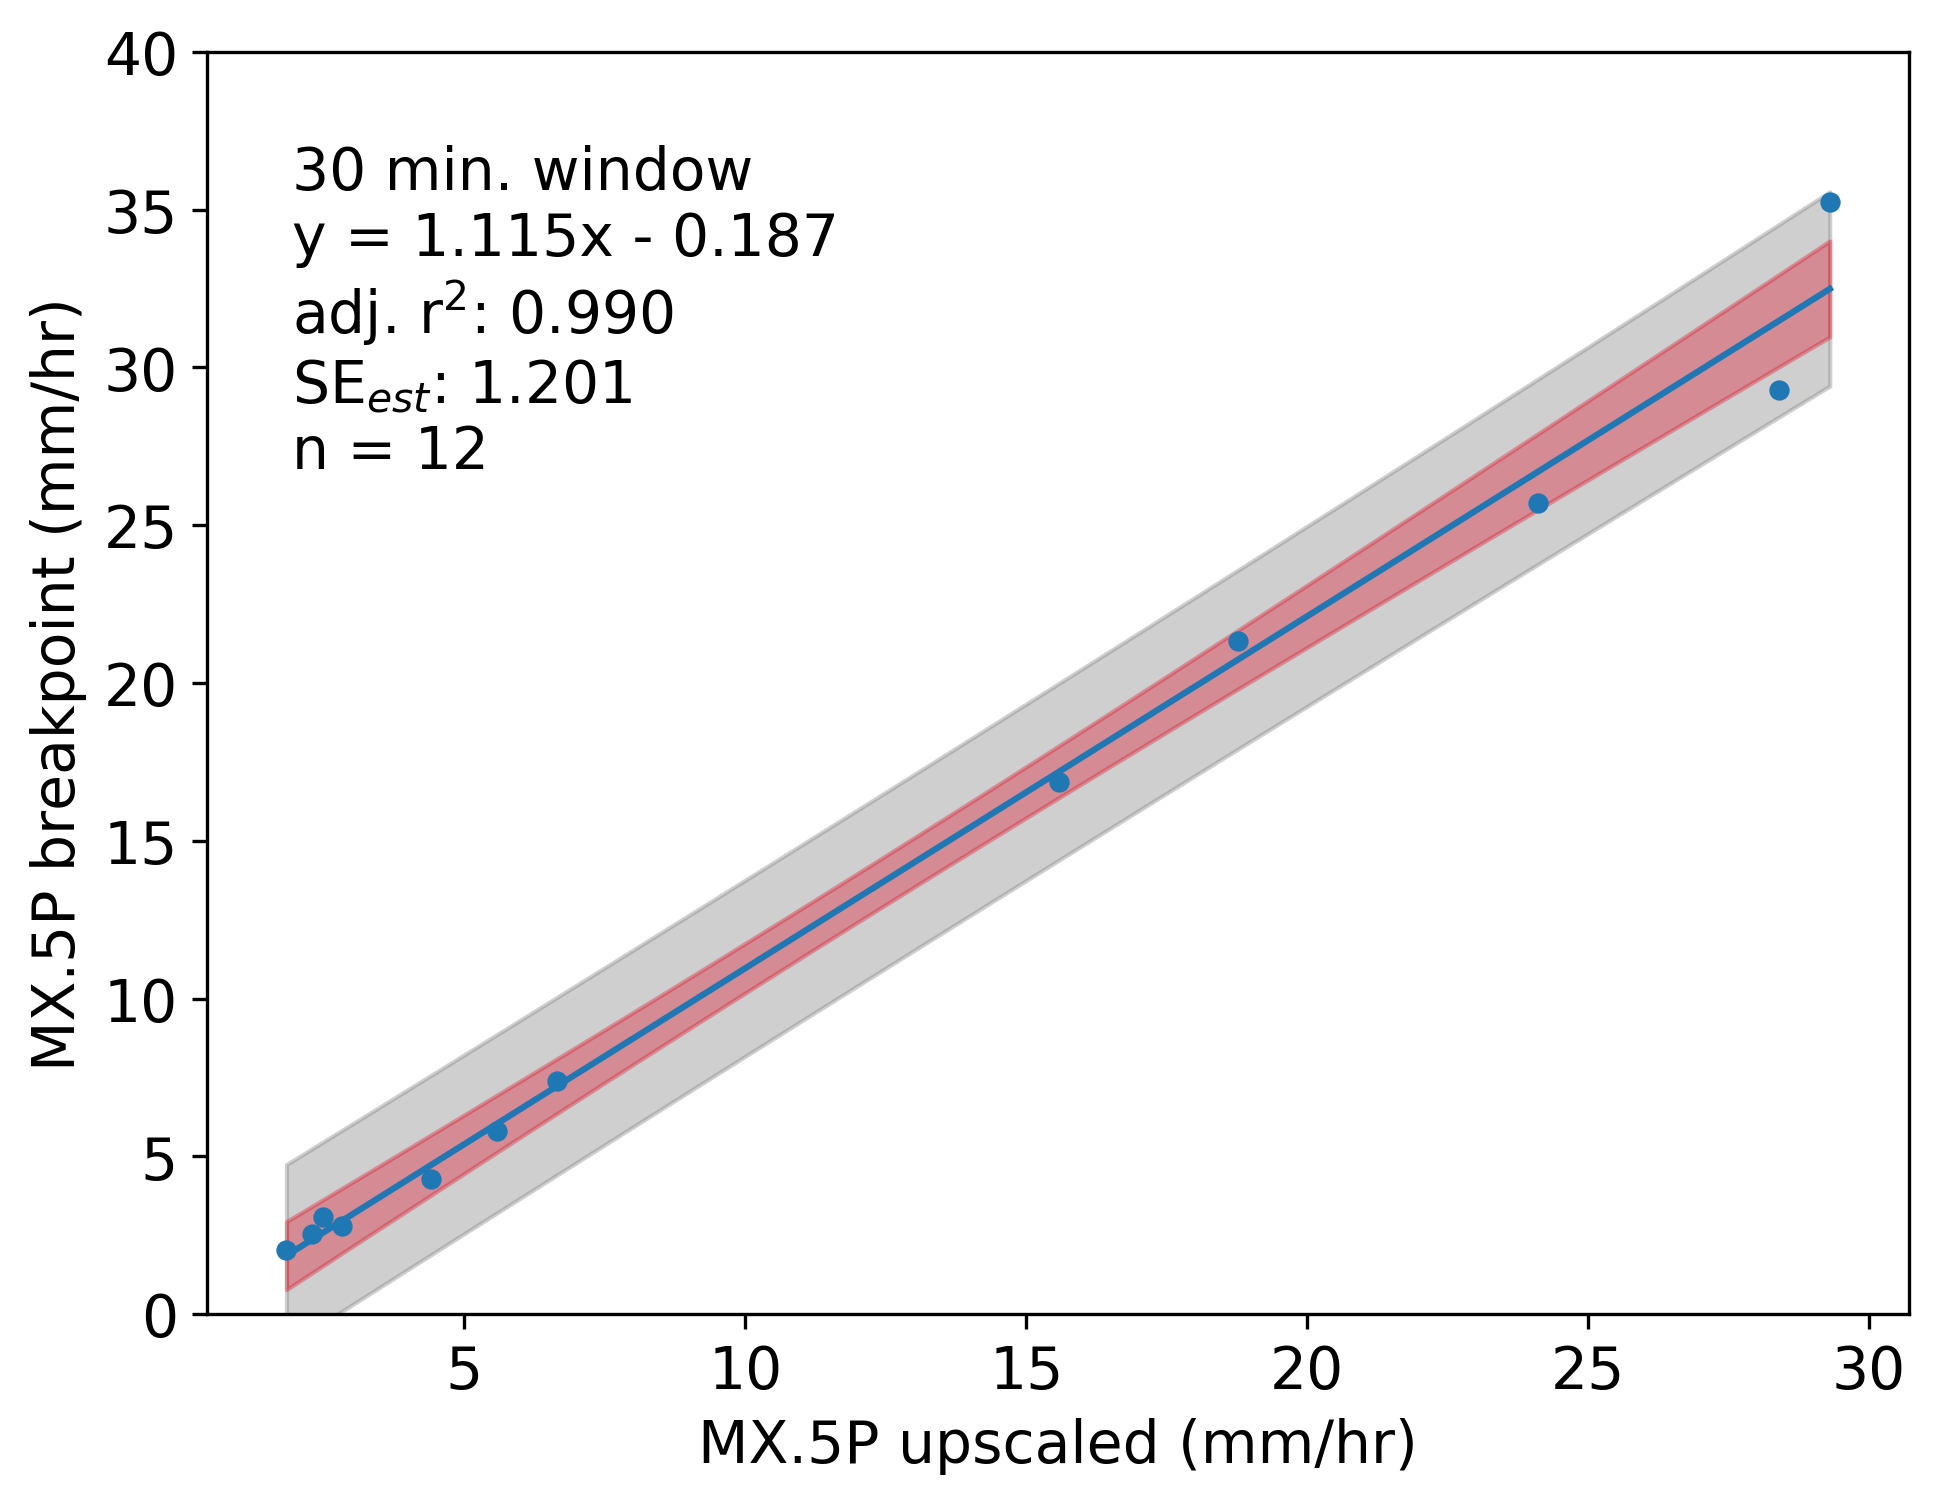 40
35
30
25
20
15
10
5
0
MX.5P breakpoint (mm/hr)
30 min. window
y = 1.115x - 0.187
adj. r²: 0.990
SEest: 1.201
n = 12
5 10 15 20 25 30
MX.5P upscaled (mm/hr)